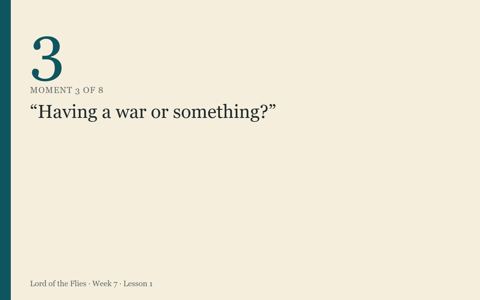 3
MOMENT 3 OF 8
“Having a war or something?”
Lord of the Flies · Week 7 · Lesson 1